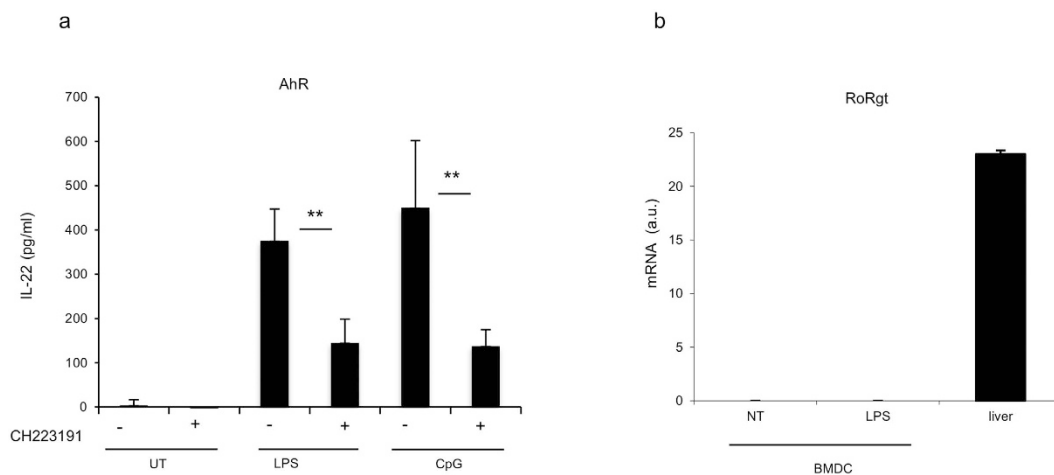 a
AhR
IL-22 (pg/ml)
700
600
500
400
300
200
100
0
**
**
CH223191 - + - + - +
UT LPS CpG
b
RoRgt
mRNA (a.u.)
25
20
15
10
5
0
NT LPS liver
BMDC